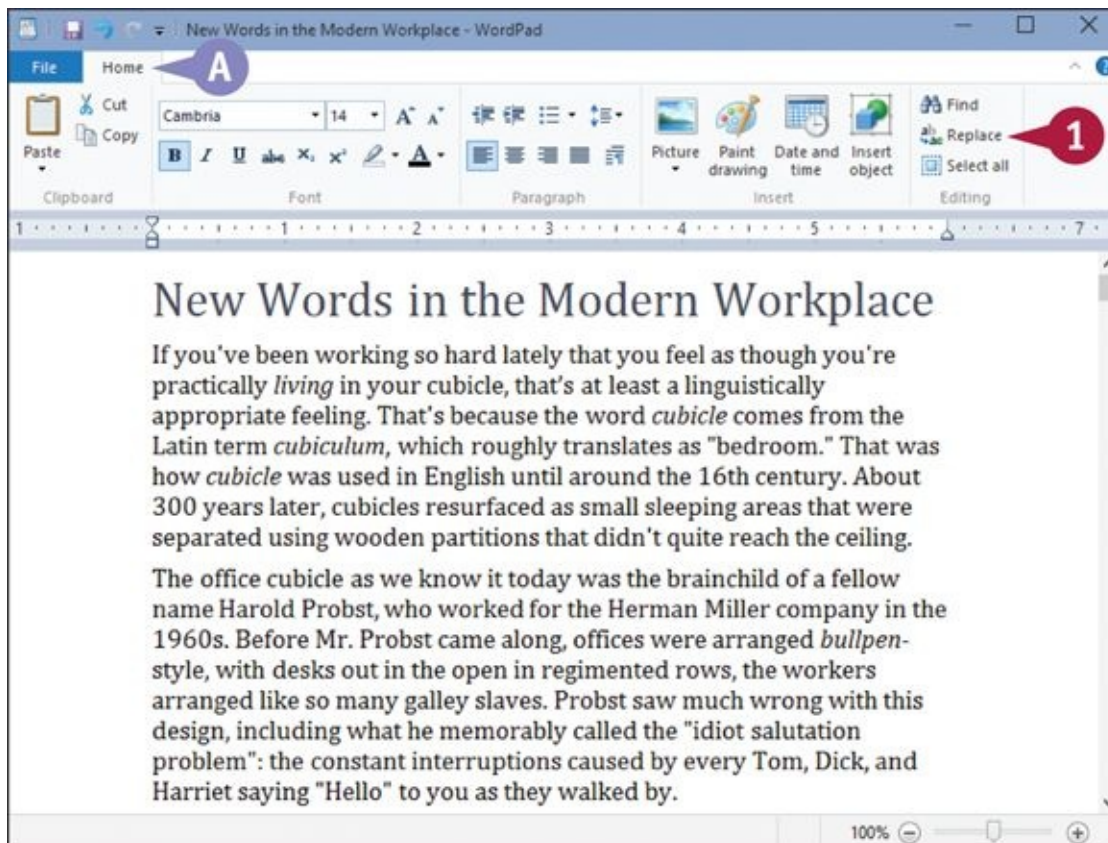 New Words in the Modern Workplace - WordPad
File Home A
Cut
Copy
Paste
Clipboard
Cambria 14 A A
B I U abc X₂ X² A
Font
Paragraph
Picture Paint drawing Date and time Insert object
Insert
Find
Replace 1
Select all
Editing
1 1 2 3 4 5 7
New Words in the Modern Workplace
If you've been working so hard lately that you feel as though you're
practically living in your cubicle, that's at least a linguistically
appropriate feeling. That's because the word cubicle comes from the
Latin term cubiculum, which roughly translates as "bedroom." That was
how cubicle was used in English until around the 16th century. About
300 years later, cubicles resurfaced as small sleeping areas that were
separated using wooden partitions that didn't quite reach the ceiling.
The office cubicle as we know it today was the brainchild of a fellow
name Harold Probst, who worked for the Herman Miller company in the
1960s. Before Mr. Probst came along, offices were arranged bullpen-
style, with desks out in the open in regimented rows, the workers
arranged like so many galley slaves. Probst saw much wrong with this
design, including what he memorably called the "idiot salutation
problem": the constant interruptions caused by every Tom, Dick, and
Harriet saying "Hello" to you as they walked by.
100%